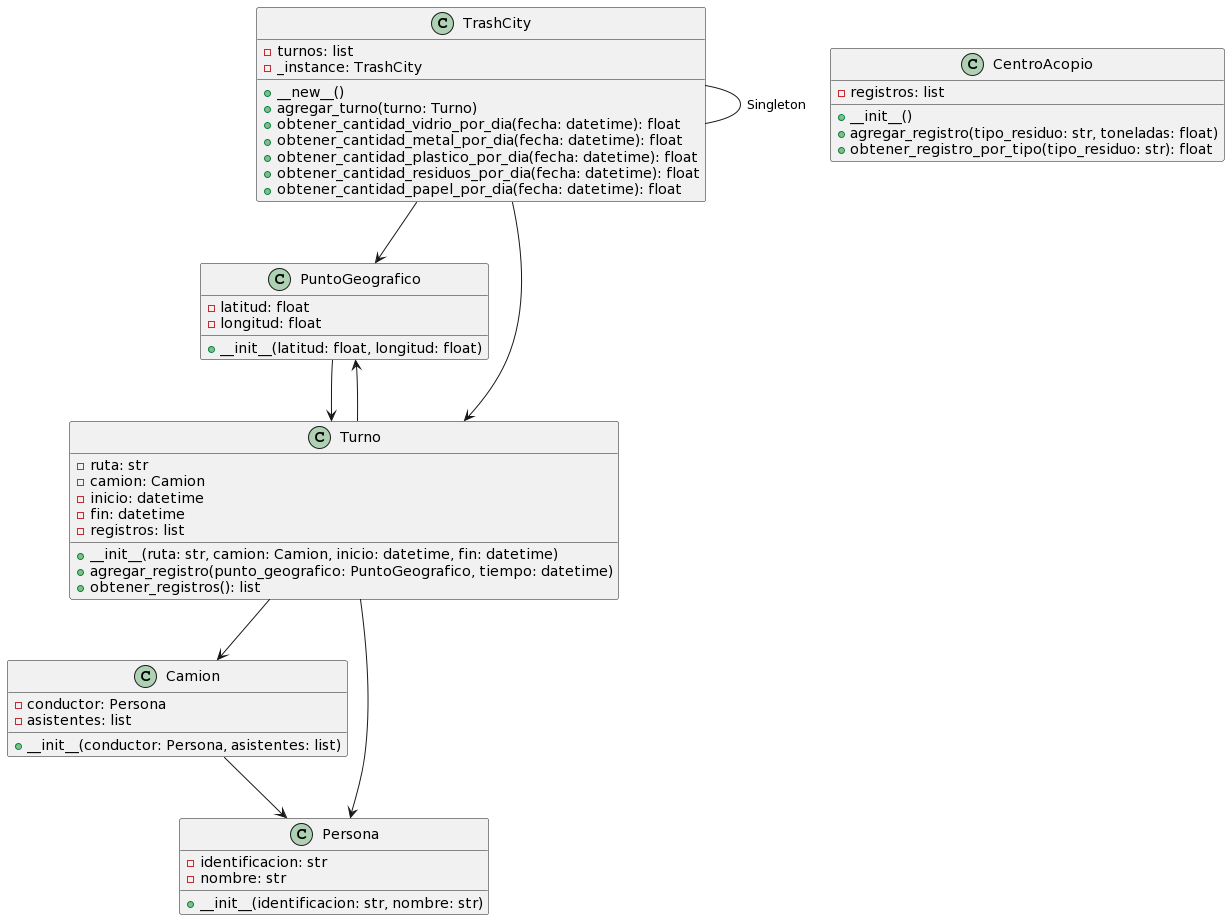 C TrashCity
turnos: list
_instance: TrashCity
__new__()
agregar_turno(turno: Turno)
obtener_cantidad_vidrio_por_dia(fecha: datetime): float
obtener_cantidad_metal_por_dia(fecha: datetime): float
obtener_cantidad_plastico_por_dia(fecha: datetime): float
obtener_cantidad_residuos_por_dia(fecha: datetime): float
obtener_cantidad_papel_por_dia(fecha: datetime): float
Singleton
C CentroAcopio
registros: list
__init__()
agregar_registro(tipo_residuo: str, toneladas: float)
obtener_registro_por_tipo(tipo_residuo: str): float
C PuntoGeografico
latitud: float
longitud: float
__init__(latitud: float, longitud: float)
C Turno
ruta: str
camion: Camion
inicio: datetime
fin: datetime
registros: list
__init__(ruta: str, camion: Camion, inicio: datetime, fin: datetime)
agregar_registro(punto_geografico: PuntoGeografico, tiempo: datetime)
obtener_registros(): list
C Camion
conductor: Persona
asistentes: list
__init__(conductor: Persona, asistentes: list)
C Persona
identificacion: str
nombre: str
__init__(identificacion: str, nombre: str)